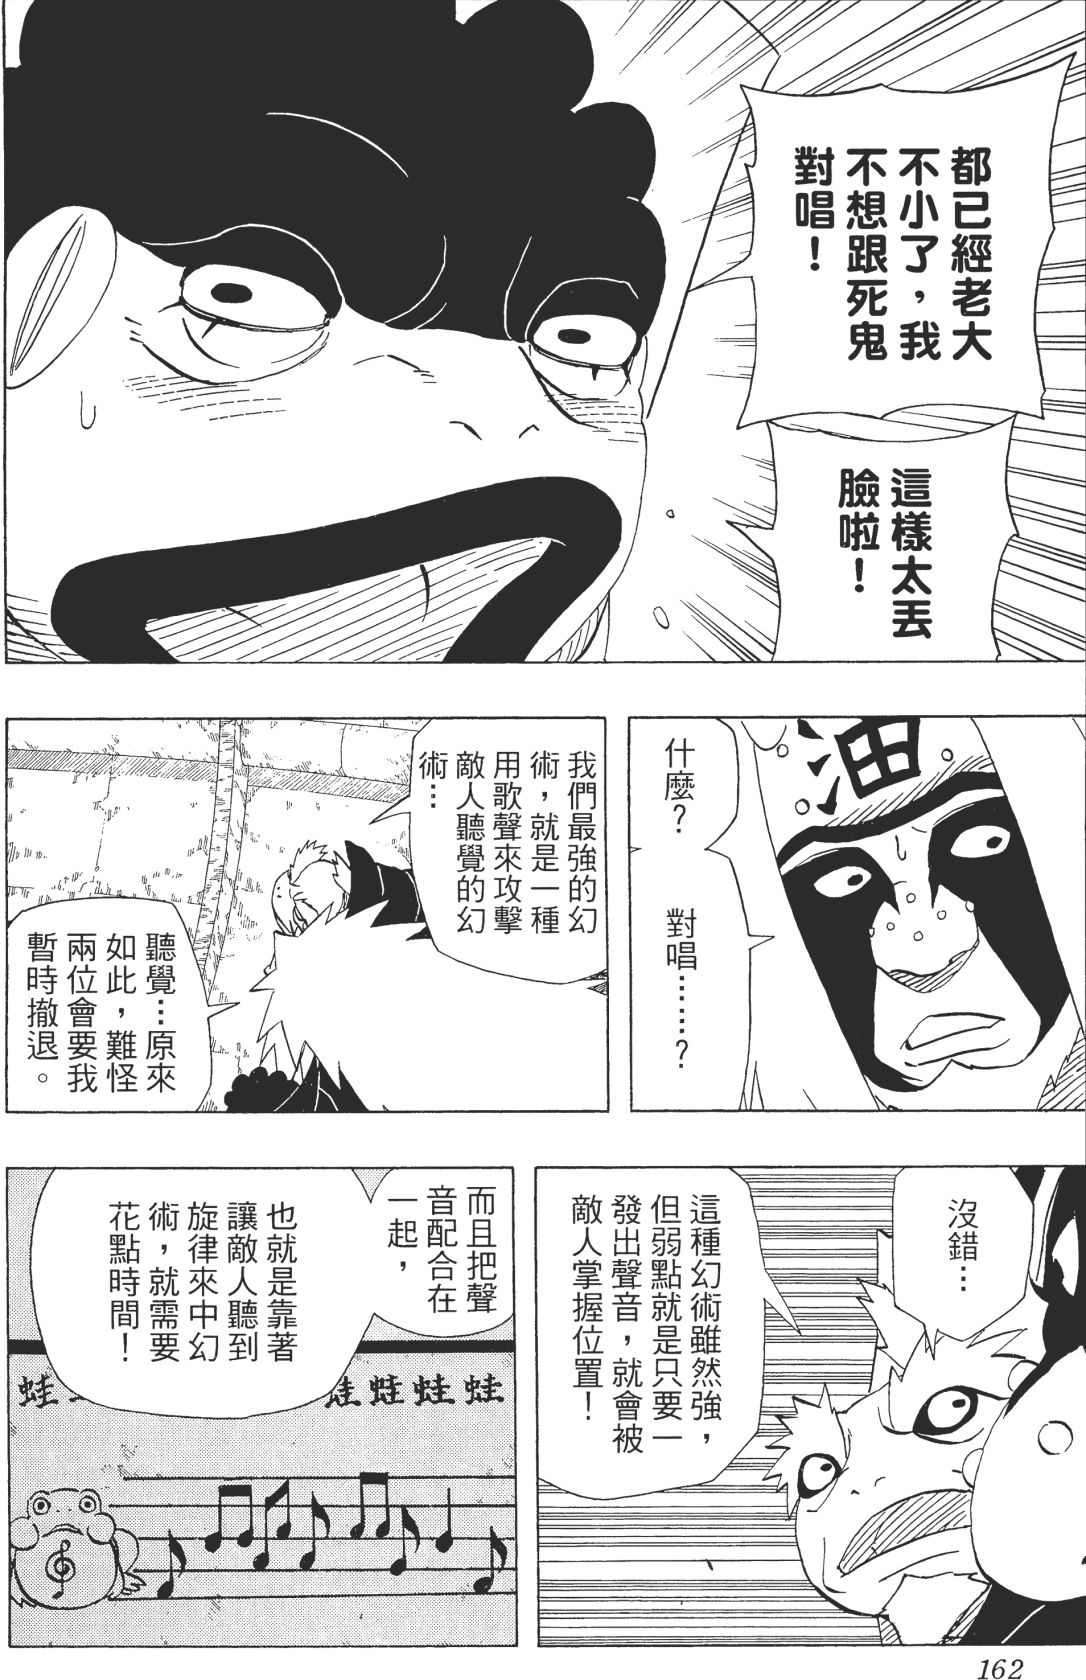 都已經老大
不小了，我
不想跟死鬼
對唱！
這樣太丟
臉啦！
油
什麼？
對唱……？
我們最強的幻
術，就是一種
用歌聲來攻擊
敵人聽覺的幻
術…
聽覺…原來
如此，難怪
兩位會要我
暫時撤退。
沒錯…
這種幻術雖然強，
但弱點就是只要一
發出聲音，就會被
敵人掌握位置！
而且把聲
音配合在
一起，
也就是靠著
讓敵人聽到
旋律來中幻
術，就需要
花點時間！
蛙
蛙蛙蛙蛙
162